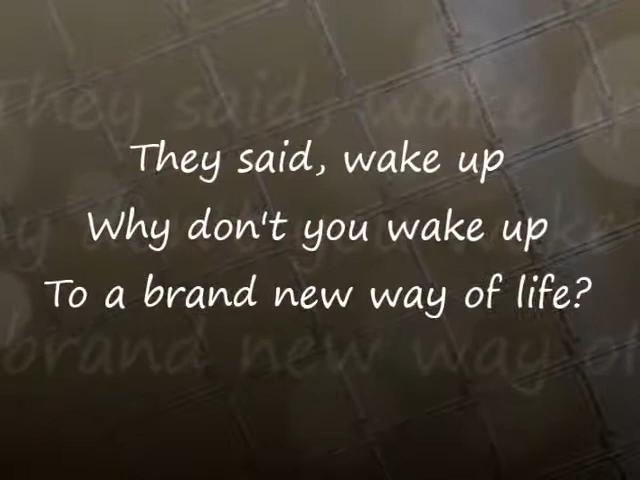 They said, wake up
Why don't you wake up
To a brand new way of life?